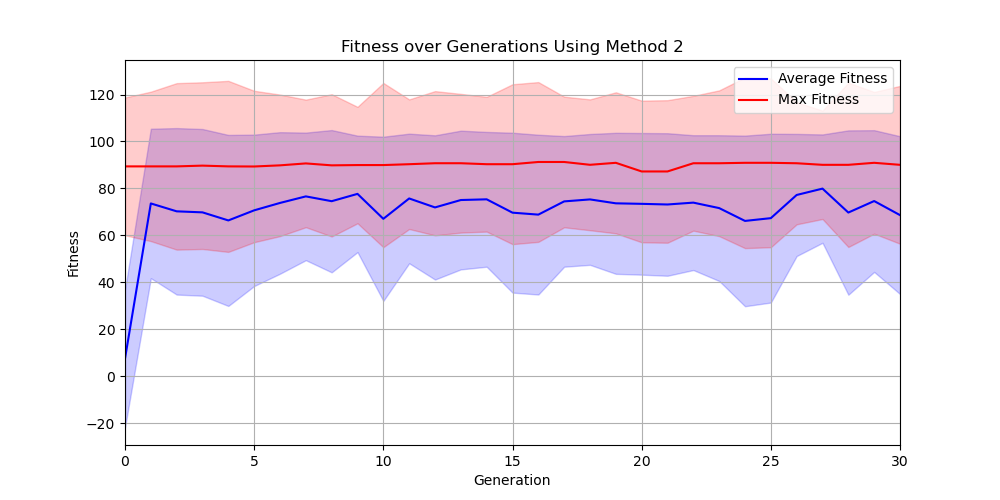 Fitness over Generations Using Method 2
Average Fitness
Max Fitness
120
100
80
60
40
20
0
−20
Fitness
0 5 10 15 20 25 30
Generation